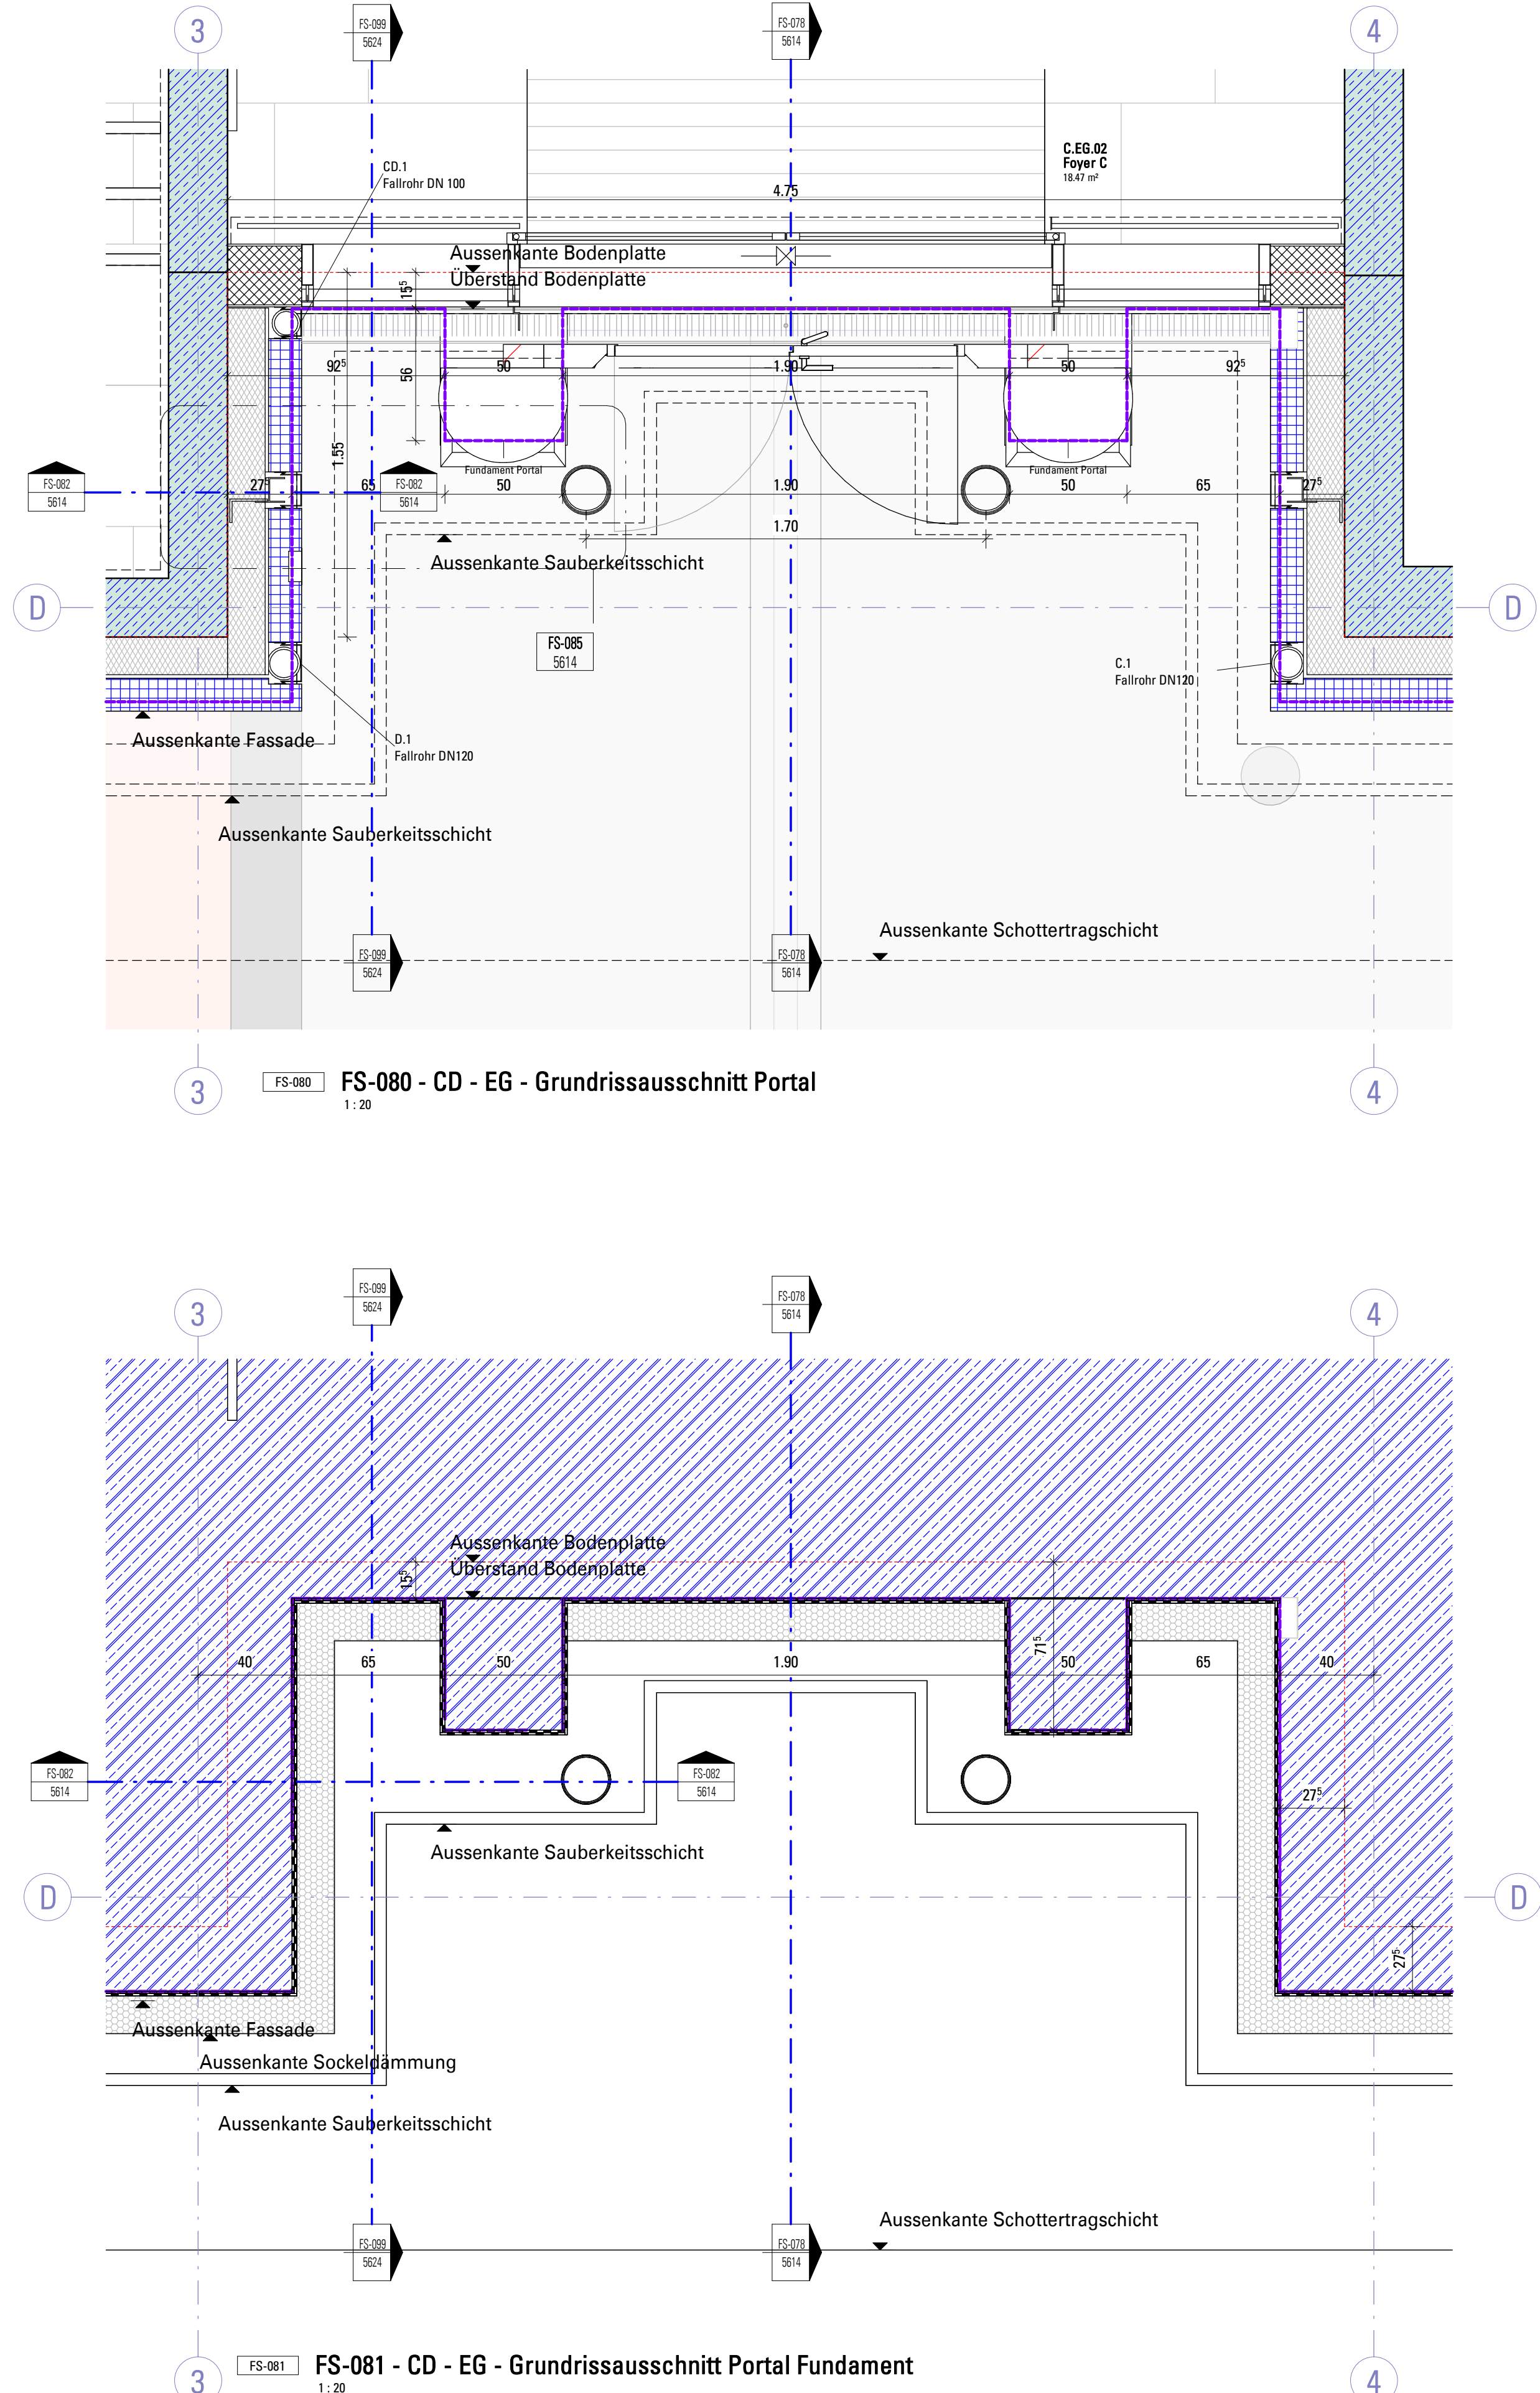 3
FS-099
5624
FS-078
5614
4
CD.1
Fallrohr DN 100
C.EG.02
Foyer C
18.47 m²
4.75
Aussenkante Bodenplatte
Überstand Bodenplatte
15⁵
92⁵
56
50
1.90
50
92⁵
1.55
Fundament Portal
Fundament Portal
FS-082
5614
27⁵
65
FS-082
5614
50
1.90
50
65
27⁵
1.70
Aussenkante Sauberkeitsschicht
D
D
FS-085
5614
C.1
Fallrohr DN120
Aussenkante Fassade
D.1
Fallrohr DN120
Aussenkante Sauberkeitsschicht
Aussenkante Schottertragschicht
FS-099
5624
FS-078
5614
3
FS-080
FS-080 - CD - EG - Grundrissausschnitt Portal
1 : 20
4
3
FS-099
5624
FS-078
5614
4
Aussenkante Bodenplatte
Überstand Bodenplatte
15⁵
71⁵
40
65
50
1.90
50
65
40
FS-082
5614
FS-082
5614
27⁵
Aussenkante Sauberkeitsschicht
D
D
27⁵
Aussenkante Fassade
Aussenkante Sockeldämmung
Aussenkante Sauberkeitsschicht
Aussenkante Schottertragschicht
FS-099
5624
FS-078
5614
3
FS-081
FS-081 - CD - EG - Grundrissausschnitt Portal Fundament
1 : 20
4